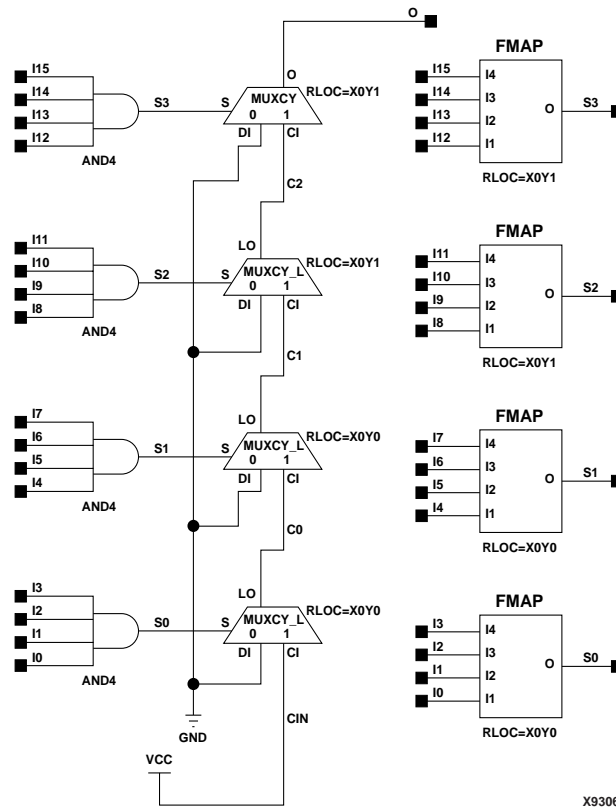 O
I15
I14
I13
I12
AND4
S3
S
O
MUXCY
0 1
DI
CI
RLOC=X0Y1
C2
FMAP
I15
I14
I13
I12
I4
I3
I2
I1
O
S3
RLOC=X0Y1
I11
I10
I9
I8
AND4
S2
S
LO
MUXCY_L
0 1
DI
CI
RLOC=X0Y1
C1
FMAP
I11
I10
I9
I8
I4
I3
I2
I1
O
S2
RLOC=X0Y1
I7
I6
I5
I4
AND4
S1
S
LO
MUXCY_L
0 1
DI
CI
RLOC=X0Y0
C0
FMAP
I7
I6
I5
I4
I4
I3
I2
I1
O
S1
RLOC=X0Y0
I3
I2
I1
I0
AND4
S0
S
LO
MUXCY_L
0 1
DI
CI
RLOC=X0Y0
CIN
GND
VCC
FMAP
I3
I2
I1
I0
I4
I3
I2
I1
O
S0
RLOC=X0Y0
X9306